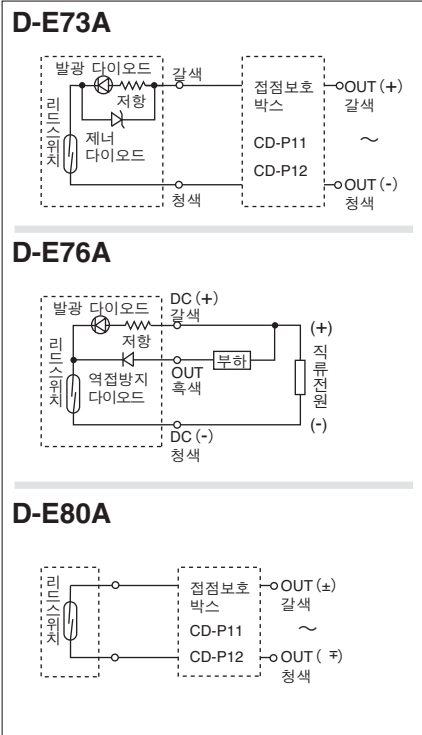 D-E73A
발광 다이오드
갈색
저항
리드스위치
제너
다이오드
청색
접점보호
박스
CD-P11
CD-P12
OUT (+)
갈색
～
OUT (-)
청색
D-E76A
발광 다이오드
DC (+)
갈색
저항
리드스위치
역접방지
다이오드
OUT
흑색
부하
(+)
직류전원
(-)
DC (-)
청색
D-E80A
리드스위치
접점보호
박스
CD-P11
CD-P12
OUT (±)
갈색
～
OUT ( ∓)
청색